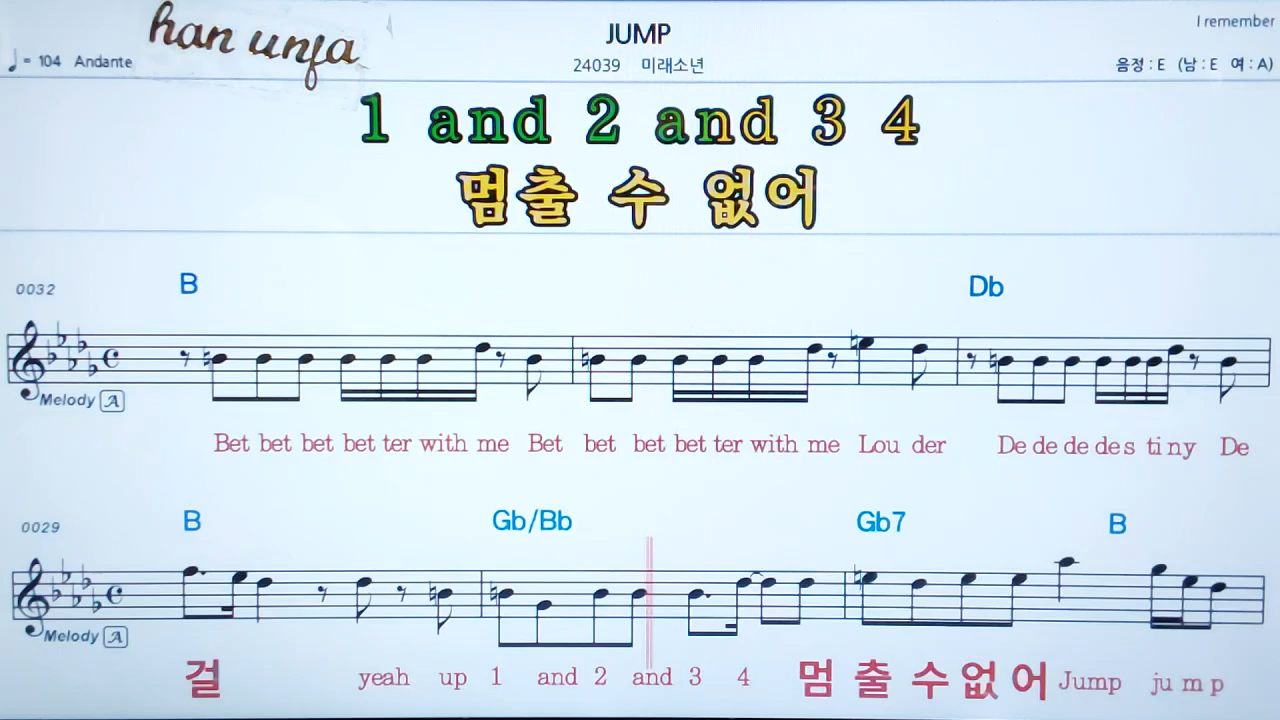 han unja
JUMP
I remember
♩= 104 Andante
24039 미래소년
음정 : E (남 : E 여 : A)
1 and 2 and 3 4
멈출 수 없어
0032 B Db
Melody A
Bet bet bet bet ter with me Bet bet bet bet ter with me Lou der De de de des ti ny De
0029 B Gb/Bb Gb7 B
Melody A
걸 yeah up 1 and 2 and 3 4 멈 출 수 없 어 Jump ju m p